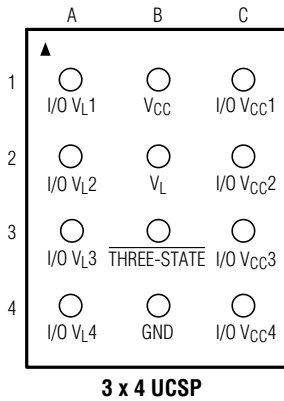 A B C
1
I/O VL1 VCC I/O VCC1
2
I/O VL2 VL I/O VCC2
3
I/O VL3 THREE-STATE I/O VCC3
4
I/O VL4 GND I/O VCC4
3 x 4 UCSP